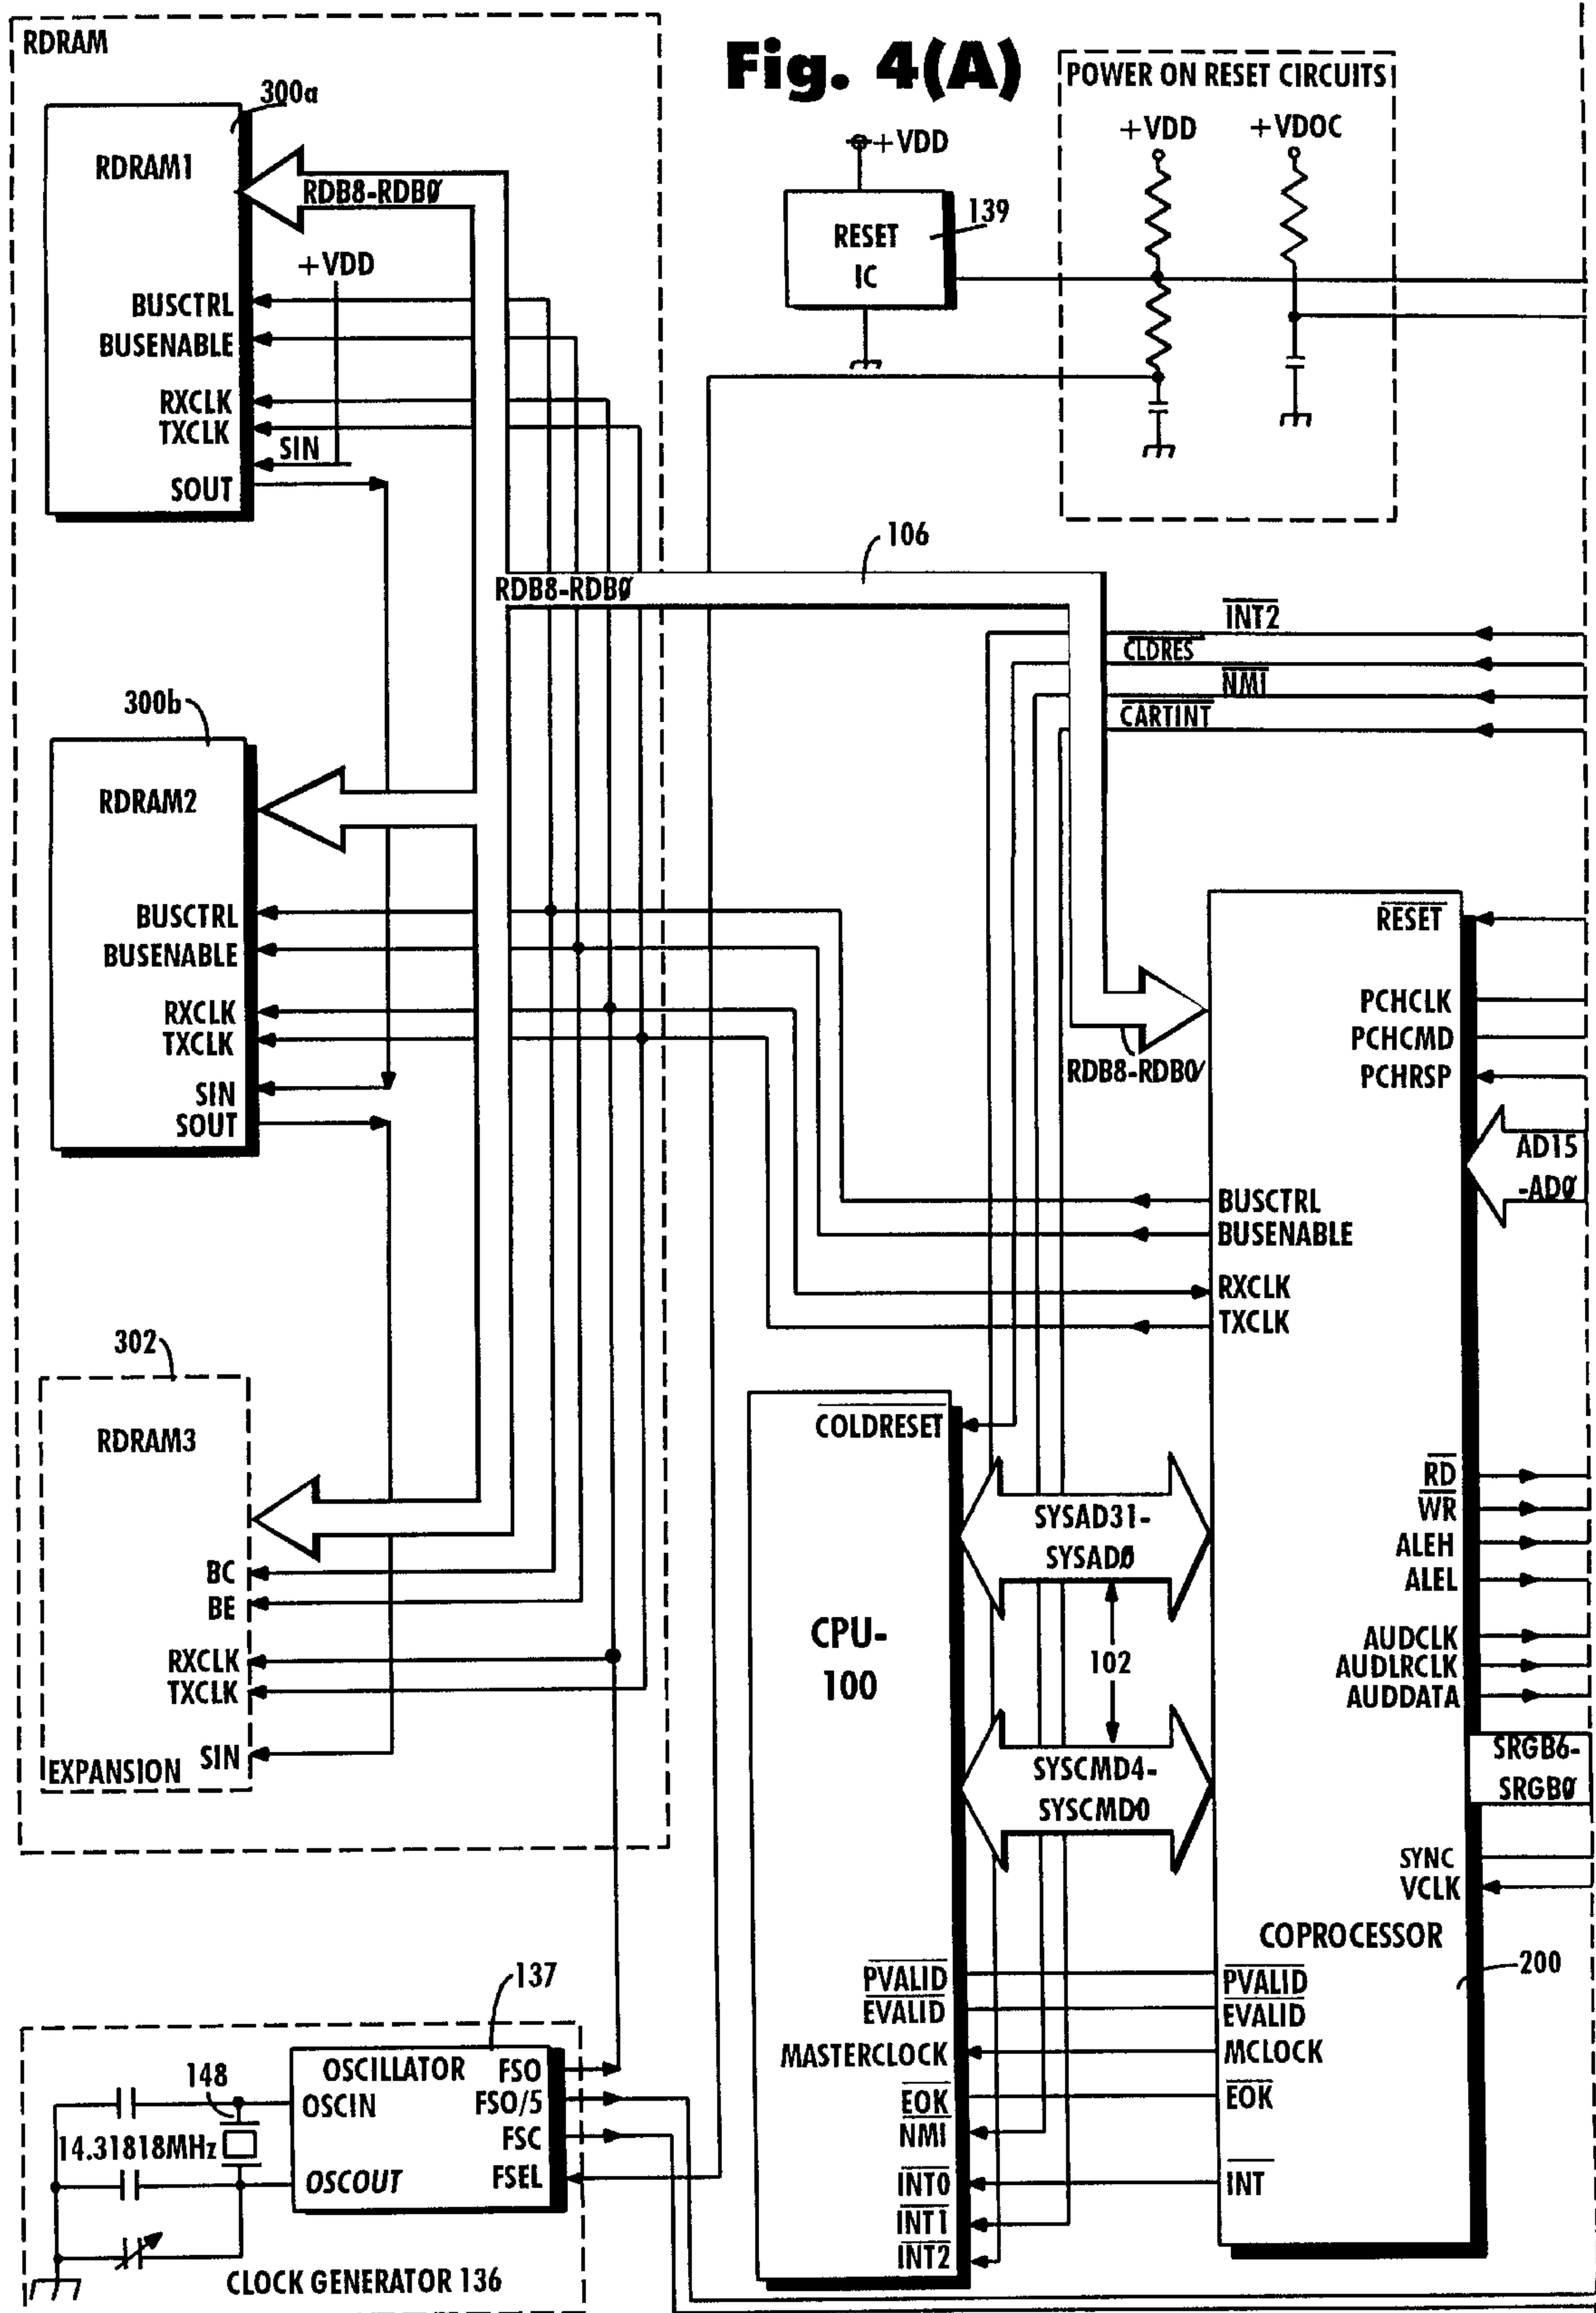 Fig. 4(A)
RDRAM
300a
RDRAM1
RDB8-RDB0
+VDD
BUSCTRL
BUSENABLE
RXCLK
TXCLK
SIN
SOUT
+VDD
RESET
IC
139
POWER ON RESET CIRCUITS
+VDD
+VDOC
106
RDB8-RDB0
INT2
CLDRES
NMI
CARTINT
300b
RDRAM2
BUSCTRL
BUSENABLE
RXCLK
TXCLK
SIN
SOUT
RDB8-RDB0
RESET
PCHCLK
PCHCMD
PCHRSP
AD15
-AD0
BUSCTRL
BUSENABLE
RXCLK
TXCLK
302
RDRAM3
BC
BE
RXCLK
TXCLK
SIN
EXPANSION
COLDRESET
SYSAD31-
SYSAD0
CPU-
100
102
SYSCMD4-
SYSCMD0
RD
WR
ALEH
ALEL
AUDCLK
AUDLRCLK
AUDDATA
SRGB6-
SRGB0
SYNC
VCLK
COPROCESSOR
200
PVALID
EVALID
MASTERCLOCK
EOK
NMI
INT0
INT1
INT2
PVALID
EVALID
MCLOCK
EOK
INT
137
OSCILLATOR
FSO
FSO/5
FSC
FSEL
OSCIN
OSCOUT
148
14.31818MHz
CLOCK GENERATOR 136